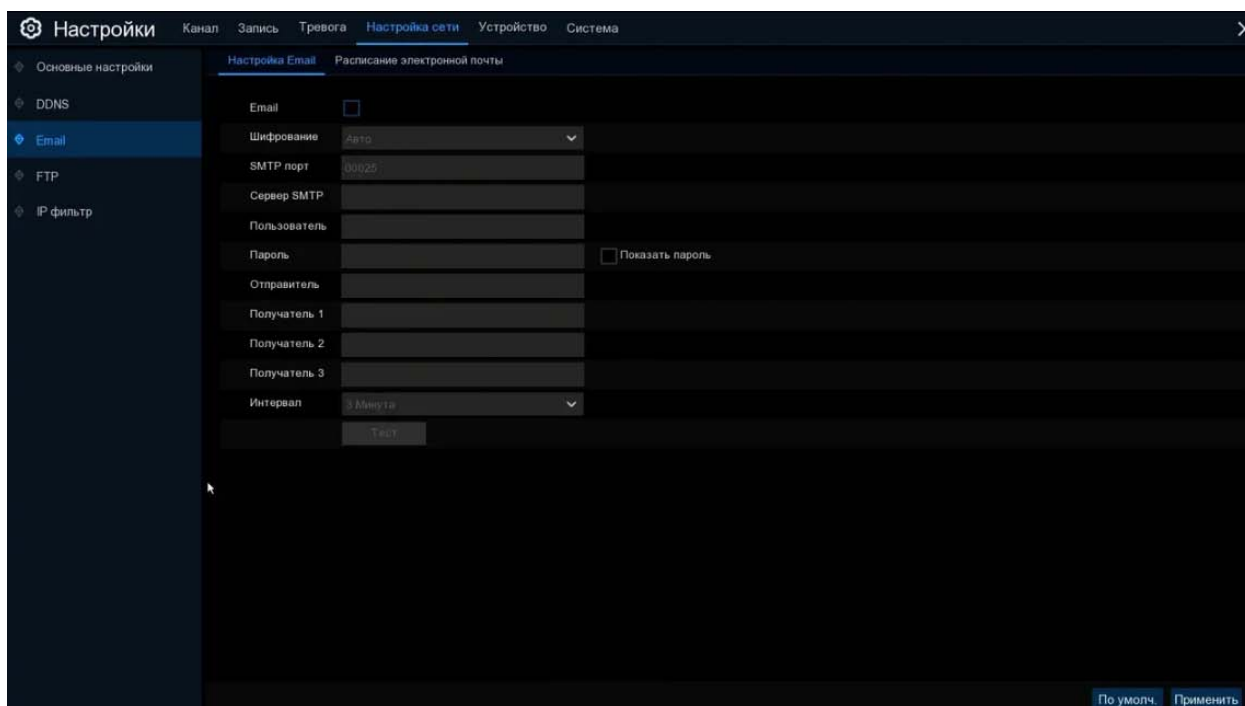 Настройки Канал Запись Тревога Настройка сети Устройство Система
Основные настройки
DDNS
Email
FTP
IP фильтр
Настройка Email Расписание электронной почты
Email
Шифрование Авто
SMTP порт 00025
Сервер SMTP
Пользователь
Пароль Показать пароль
Отправитель
Получатель 1
Получатель 2
Получатель 3
Интервал 3 Минута
Тест
По умолч. Применить